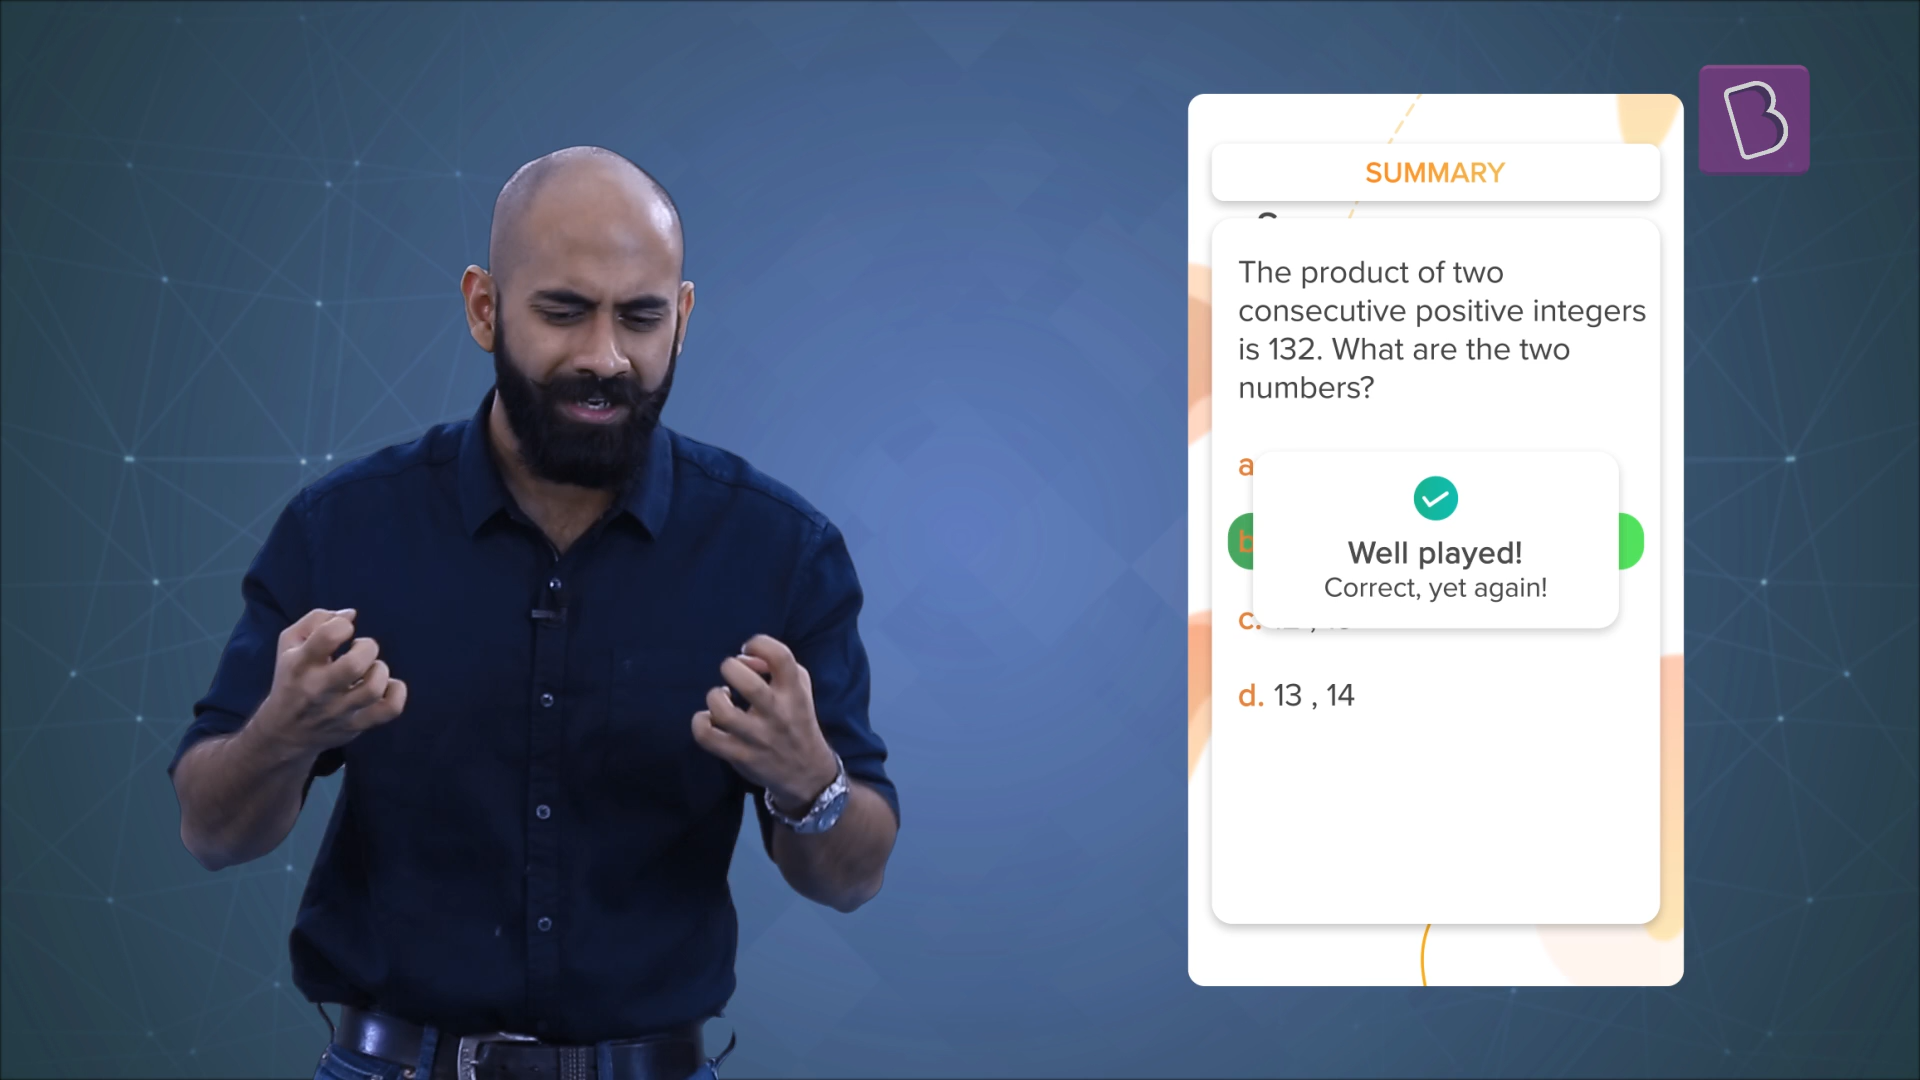 SUMMARY
The product of two
consecutive positive integers
is 132. What are the two
numbers?
a
b
Well played!
Correct, yet again!
c.
d. 13 , 14
B